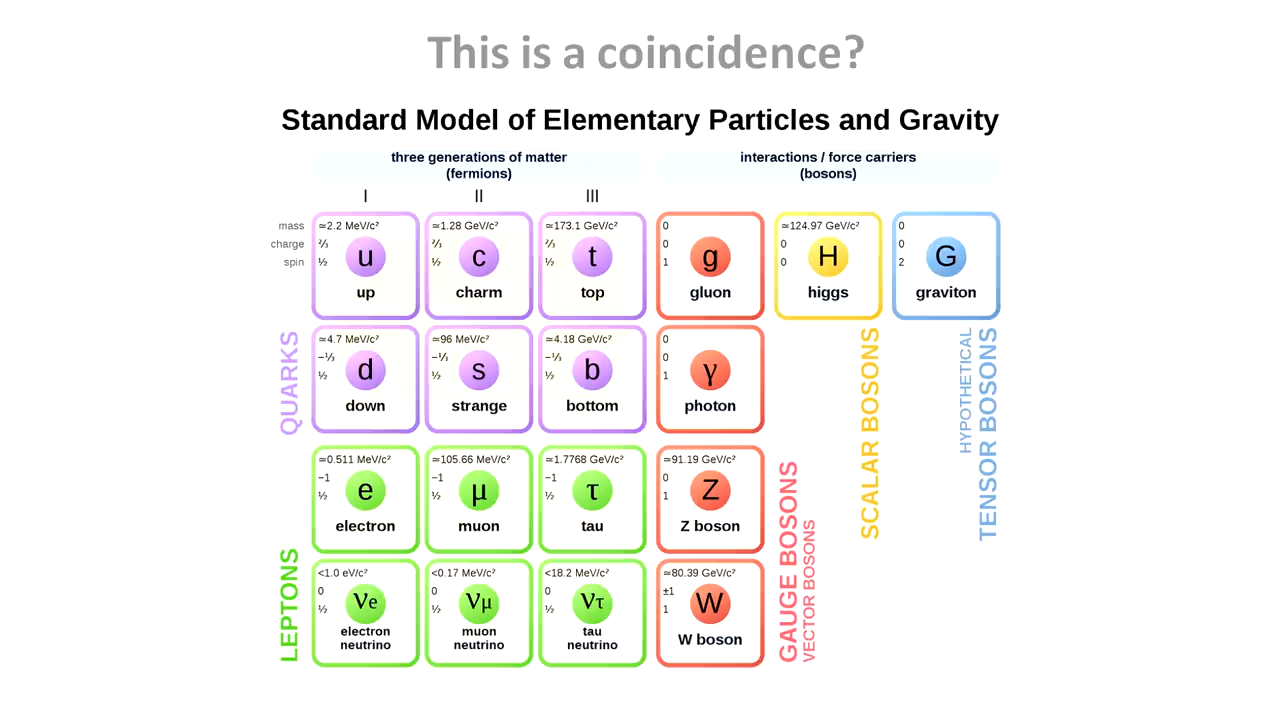 This is a coincidence?
Standard Model of Elementary Particles and Gravity
three generations of matter
(fermions)
interactions / force carriers
(bosons)
I II III
mass ≃2.2 MeV/c² ≃1.28 GeV/c² ≃173.1 GeV/c² 0 ≃124.97 GeV/c² 0
charge ⅔ ⅔ ⅔ 0 0 0
spin ½ ½ ½ 1 0 2
u c t g H G
up charm top gluon higgs graviton
QUARKS
≃4.7 MeV/c² ≃96 MeV/c² ≃4.18 GeV/c² 0
−⅓ −⅓ −⅓ 0
½ ½ ½ 1
d s b γ
down strange bottom photon
SCALAR BOSONS
HYPOTHETICAL
TENSOR BOSONS
≃0.511 MeV/c² ≃105.66 MeV/c² ≃1.7768 GeV/c² ≃91.19 GeV/c²
−1 −1 −1 0
½ ½ ½ 1
e μ τ Z
electron muon tau Z boson
LEPTONS
<1.0 eV/c² <0.17 MeV/c² <18.2 MeV/c² ≃80.39 GeV/c²
0 0 0 ±1
½ ½ ½ 1
νe νμ ντ W
electron muon tau W boson
neutrino neutrino neutrino
GAUGE BOSONS
VECTOR BOSONS